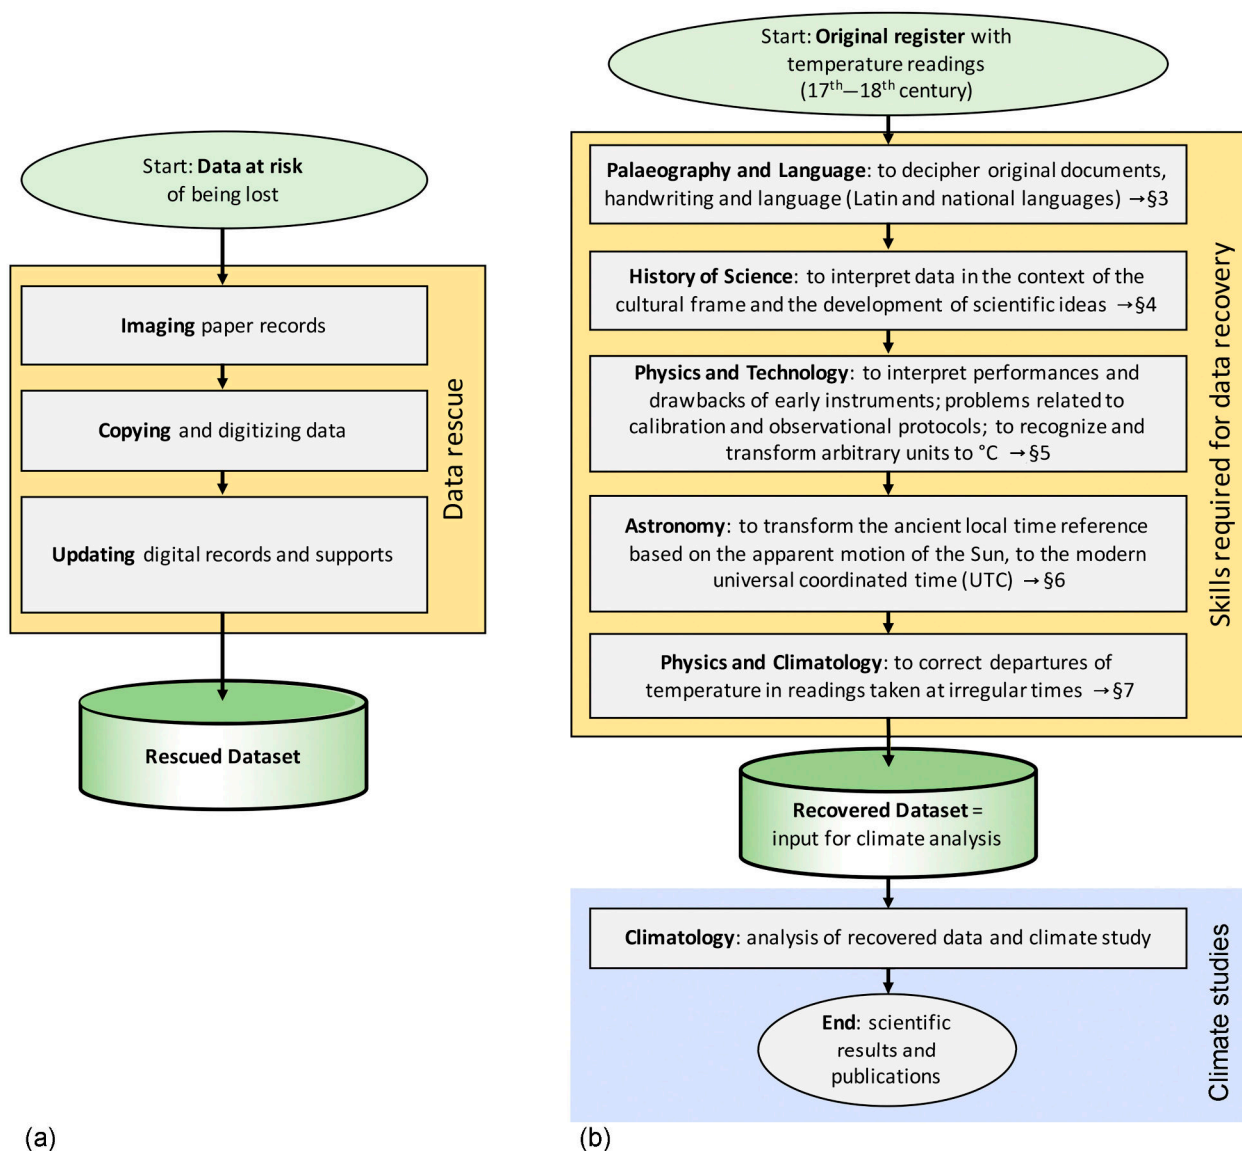 Start: Data at risk
of being lost
Imaging paper records
Copying and digitizing data
Updating digital records and supports
Data rescue
Rescued Dataset
(a)
Start: Original register with
temperature readings
(17th—18th century)
Palaeography and Language: to decipher original documents,
handwriting and language (Latin and national languages) →§3
History of Science: to interpret data in the context of the
cultural frame and the development of scientific ideas →§4
Physics and Technology: to interpret performances and
drawbacks of early instruments; problems related to
calibration and observational protocols; to recognize and
transform arbitrary units to °C →§5
Astronomy: to transform the ancient local time reference
based on the apparent motion of the Sun, to the modern
universal coordinated time (UTC) →§6
Physics and Climatology: to correct departures of
temperature in readings taken at irregular times →§7
Skills required for data recovery
Recovered Dataset =
input for climate analysis
Climatology: analysis of recovered data and climate study
End: scientific
results and
publications
Climate studies
(b)